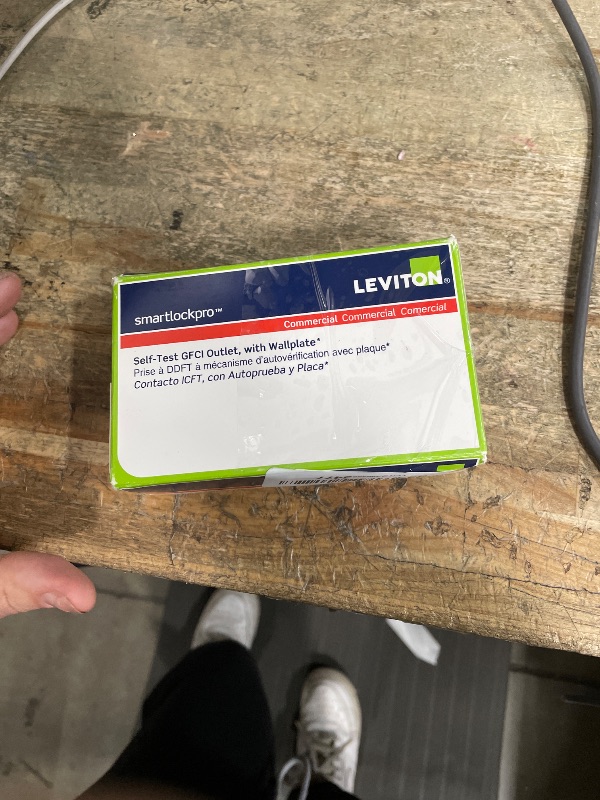 LEVITON®
smartlockpro™
Commercial Commercial Comercial
Self-Test GFCI Outlet, with Wallplate*
Prise à DDFT à mécanisme d'autovérification avec plaque*
Contacto ICFT, con Autoprueba y Placa*